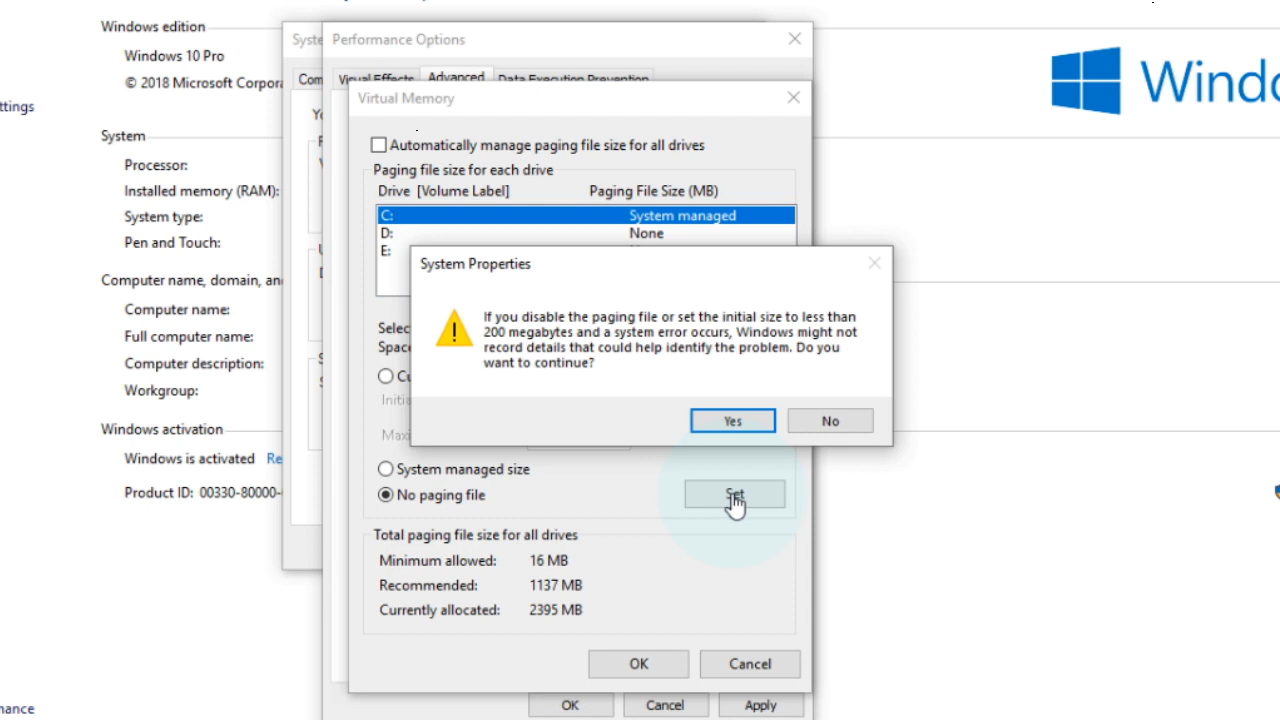 Windows edition
Windows 10 Pro
© 2018 Microsoft
System
Processor:
Installed memory (RAM):
System type:
Pen and Touch:
Computer name, domain,
Computer name:
Full computer name:
Computer description:
Workgroup:
Windows activation
Windows is activated
Product ID: 00330-80000-
Performance Options
Visual Effects Advanced Data Execution Prevention
Virtual Memory
Automatically manage paging file size for all drives
Paging file size for each drive
Drive [Volume Label] Paging File Size (MB)
C: System managed
D: None
E:
System Properties
If you disable the paging file or set the initial size to less than
200 megabytes and a system error occurs, Windows might not
record details that could help identify the problem. Do you
want to continue?
Yes No
System managed size
No paging file Set
Total paging file size for all drives
Minimum allowed: 16 MB
Recommended: 1137 MB
Currently allocated: 2395 MB
OK Cancel
OK Cancel Apply